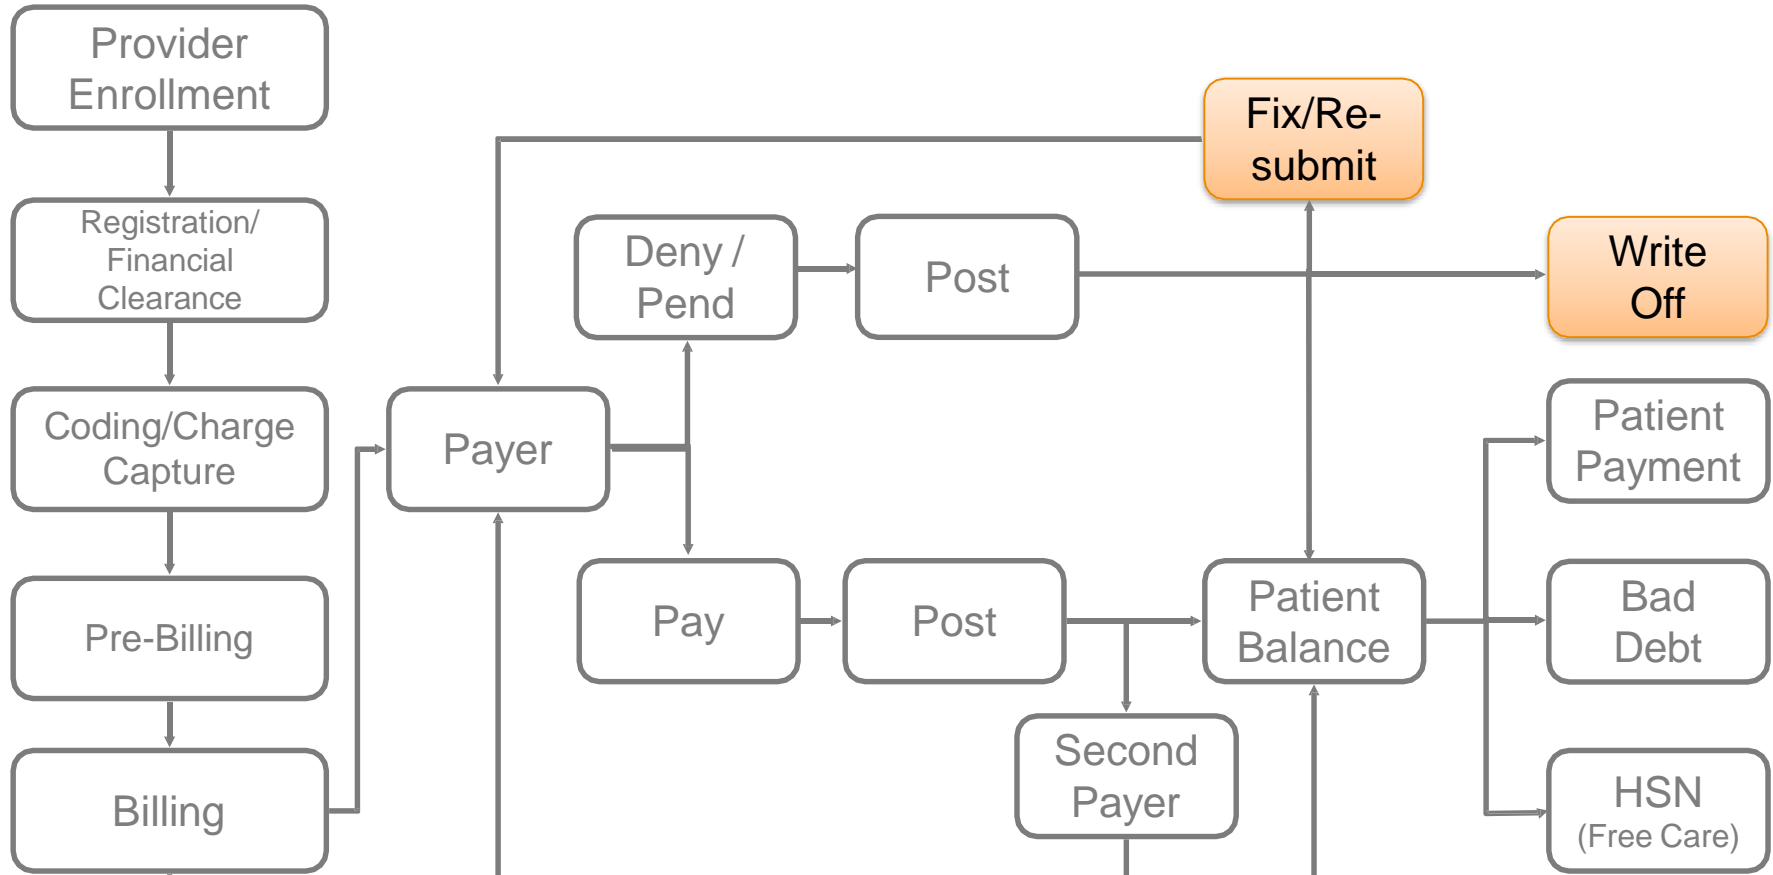 Provider
Enrollment
Registration/
Financial
Clearance
Coding/Charge
Capture
Pre-Billing
Billing
Payer
Deny /
Pend
Post
Pay
Post
Fix/Re-
submit
Patient
Balance
Second
Payer
Write
Off
Patient
Payment
Bad
Debt
HSN
(Free Care)